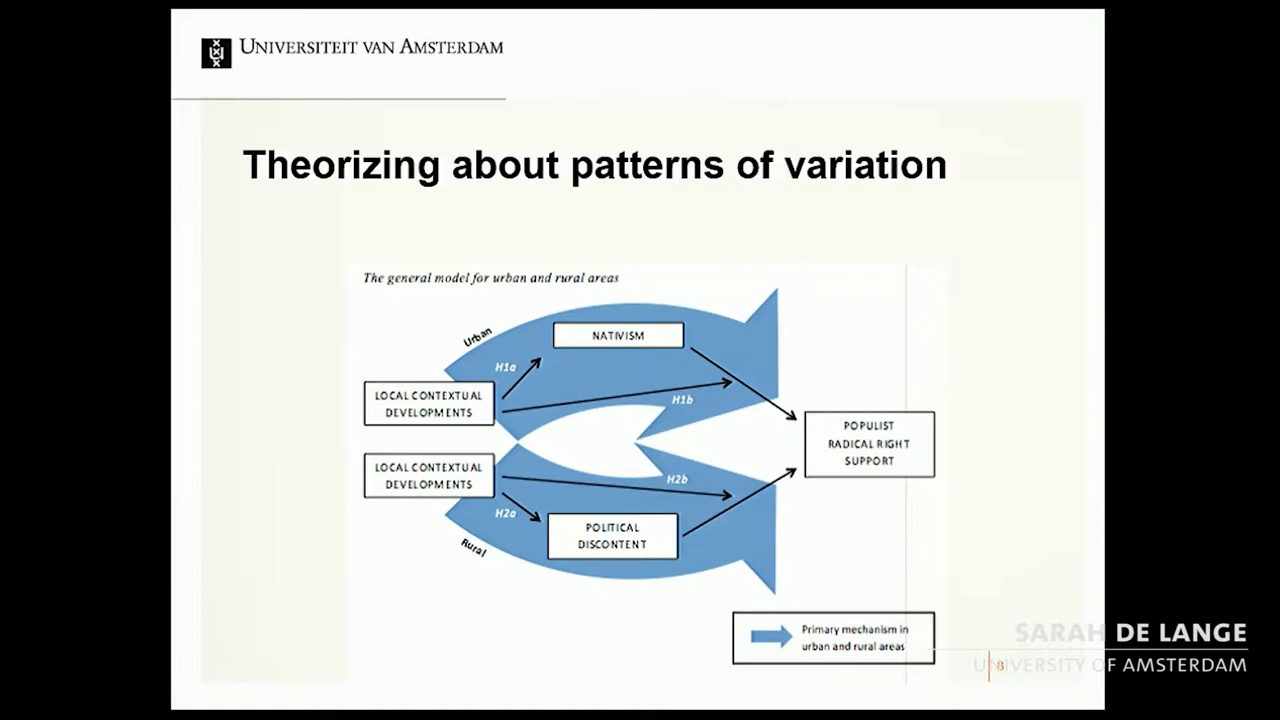 UNIVERSITEIT VAN AMSTERDAM
Theorizing about patterns of variation
The general model for urban and rural areas
Urban
NATIVISM
H1a
LOCAL CONTEXTUAL
DEVELOPMENTS
H1b
POPULIST
RADICAL RIGHT
SUPPORT
LOCAL CONTEXTUAL
DEVELOPMENTS
H2b
H2a
POLITICAL
DISCONTENT
Rural
Primary mechanism in
urban and rural areas
SARAH DE LANGE
UNIVERSITY OF AMSTERDAM
8